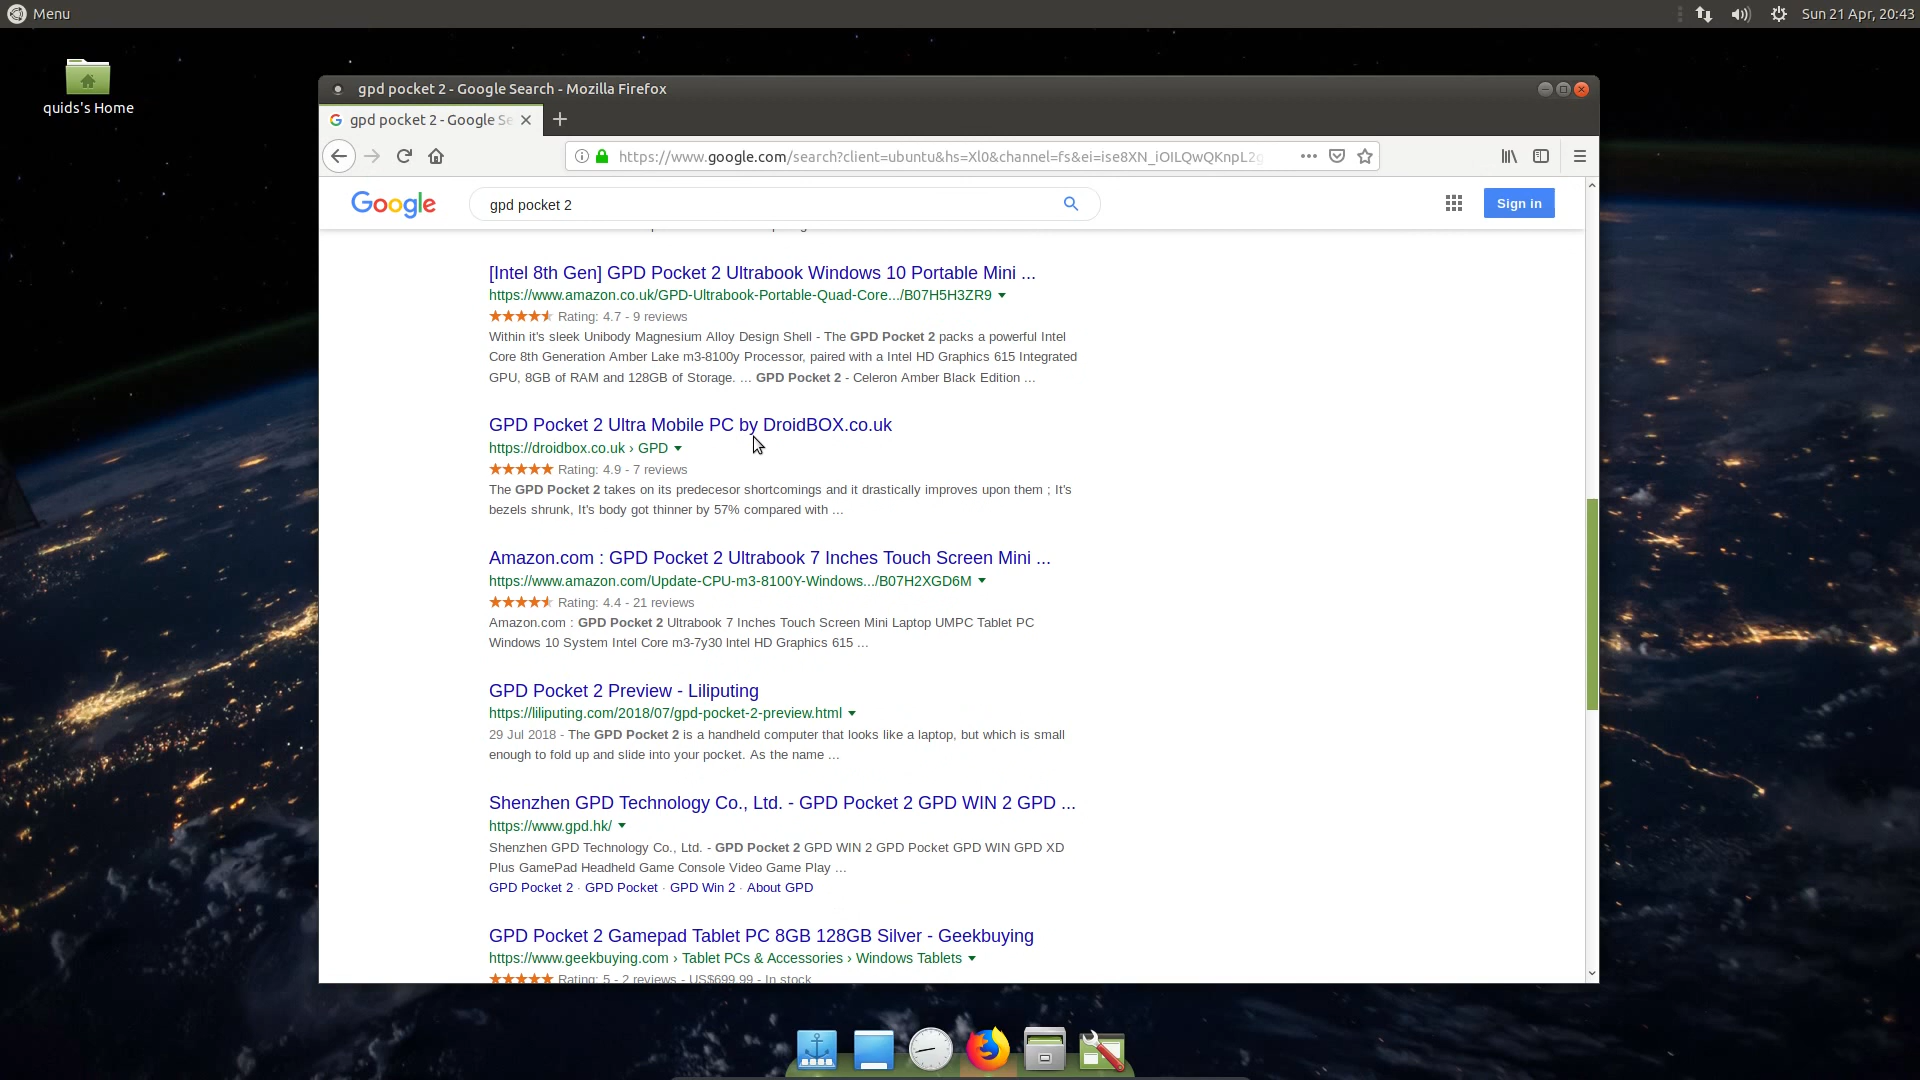 Menu
Sun 21 Apr, 20:43
quids's Home
gpd pocket 2 - Google Search - Mozilla Firefox
gpd pocket 2 - Google Se
https://www.google.com/search?client=ubuntu&hs=Xl0&channel=fs&ei=ise8XN_iOILQwQKnpL2g
Google
gpd pocket 2
Sign in
[Intel 8th Gen] GPD Pocket 2 Ultrabook Windows 10 Portable Mini ...
https://www.amazon.co.uk/GPD-Ultrabook-Portable-Quad-Core.../B07H5H3ZR9
Rating: 4.7 - 9 reviews
Within it's sleek Unibody Magnesium Alloy Design Shell - The GPD Pocket 2 packs a powerful Intel
Core 8th Generation Amber Lake m3-8100y Processor, paired with a Intel HD Graphics 615 Integrated
GPU, 8GB of RAM and 128GB of Storage. ... GPD Pocket 2 - Celeron Amber Black Edition ...
GPD Pocket 2 Ultra Mobile PC by DroidBOX.co.uk
https://droidbox.co.uk › GPD
Rating: 4.9 - 7 reviews
The GPD Pocket 2 takes on its predecesor shortcomings and it drastically improves upon them ; It's
bezels shrunk, It's body got thinner by 57% compared with ...
Amazon.com : GPD Pocket 2 Ultrabook 7 Inches Touch Screen Mini ...
https://www.amazon.com/Update-CPU-m3-8100Y-Windows.../B07H2XGD6M
Rating: 4.4 - 21 reviews
Amazon.com : GPD Pocket 2 Ultrabook 7 Inches Touch Screen Mini Laptop UMPC Tablet PC
Windows 10 System Intel Core m3-7y30 Intel HD Graphics 615 ...
GPD Pocket 2 Preview - Liliputing
https://liliputing.com/2018/07/gpd-pocket-2-preview.html
29 Jul 2018 - The GPD Pocket 2 is a handheld computer that looks like a laptop, but which is small
enough to fold up and slide into your pocket. As the name ...
Shenzhen GPD Technology Co., Ltd. - GPD Pocket 2 GPD WIN 2 GPD ...
https://www.gpd.hk/
Shenzhen GPD Technology Co., Ltd. - GPD Pocket 2 GPD WIN 2 GPD Pocket GPD WIN GPD XD
Plus GamePad Headheld Game Console Video Game Play ...
GPD Pocket 2 · GPD Pocket · GPD Win 2 · About GPD
GPD Pocket 2 Gamepad Tablet PC 8GB 128GB Silver - Geekbuying
https://www.geekbuying.com › Tablet PCs & Accessories › Windows Tablets
Rating: 5 - 2 reviews - US$699.99 - In stock